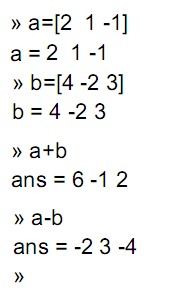 » a=[2 1 -1]
a = 2 1 -1
» b=[4 -2 3]
b = 4 -2 3
» a+b
ans = 6 -1 2
» a-b
ans = -2 3 -4
»